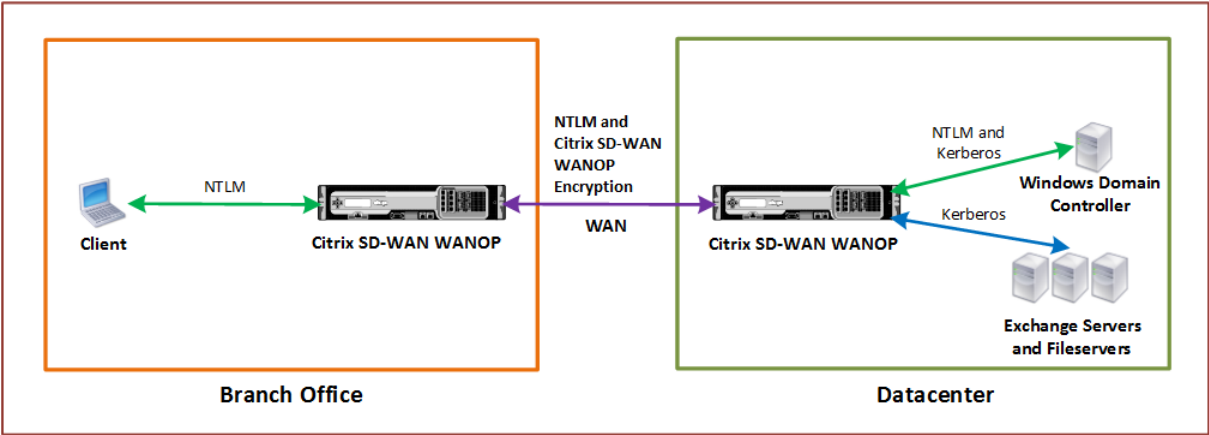 NTLM and
Citrix SD-WAN
WANOP
Encryption
NTLM
WAN
NTLM and
Kerberos
Kerberos
Client
Citrix SD-WAN WANOP
Citrix SD-WAN WANOP
Windows Domain
Controller
Exchange Servers
and Fileservers
Branch Office
Datacenter